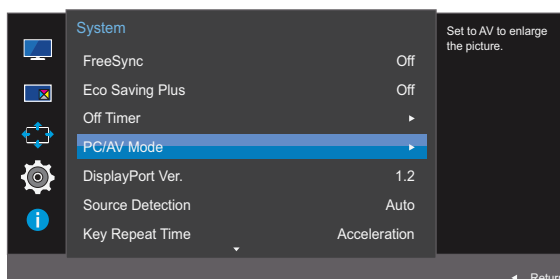 System
FreeSync Off
Eco Saving Plus Off
Off Timer
PC/AV Mode
DisplayPort Ver. 1.2
Source Detection Auto
Key Repeat Time Acceleration
Set to AV to enlarge
the picture.
Return